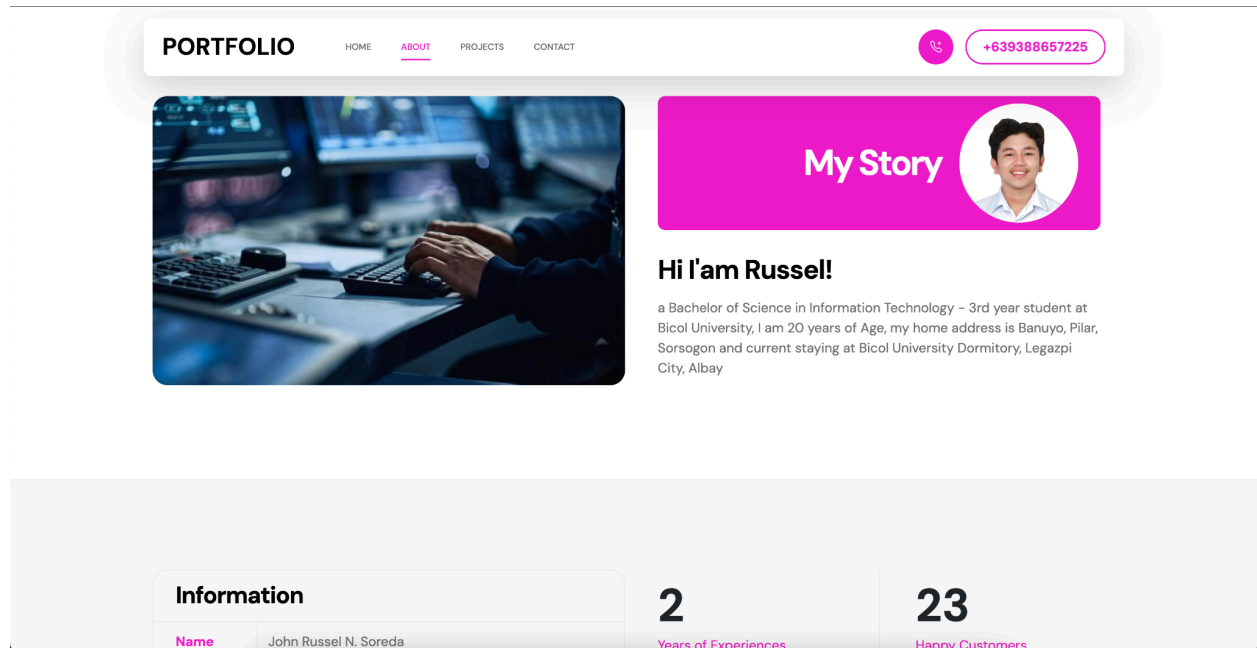 PORTFOLIO
HOME
ABOUT
PROJECTS
CONTACT
+639388657225
My Story
Hi I'am Russel!
a Bachelor of Science in Information Technology - 3rd year student at
Bicol University, I am 20 years of Age, my home address is Banuyo, Pilar,
Sorsogon and current staying at Bicol University Dormitory, Legazpi
City, Albay
Information
Name
John Russel N. Soreda
2
Years of Experiences
23
Happy Customers